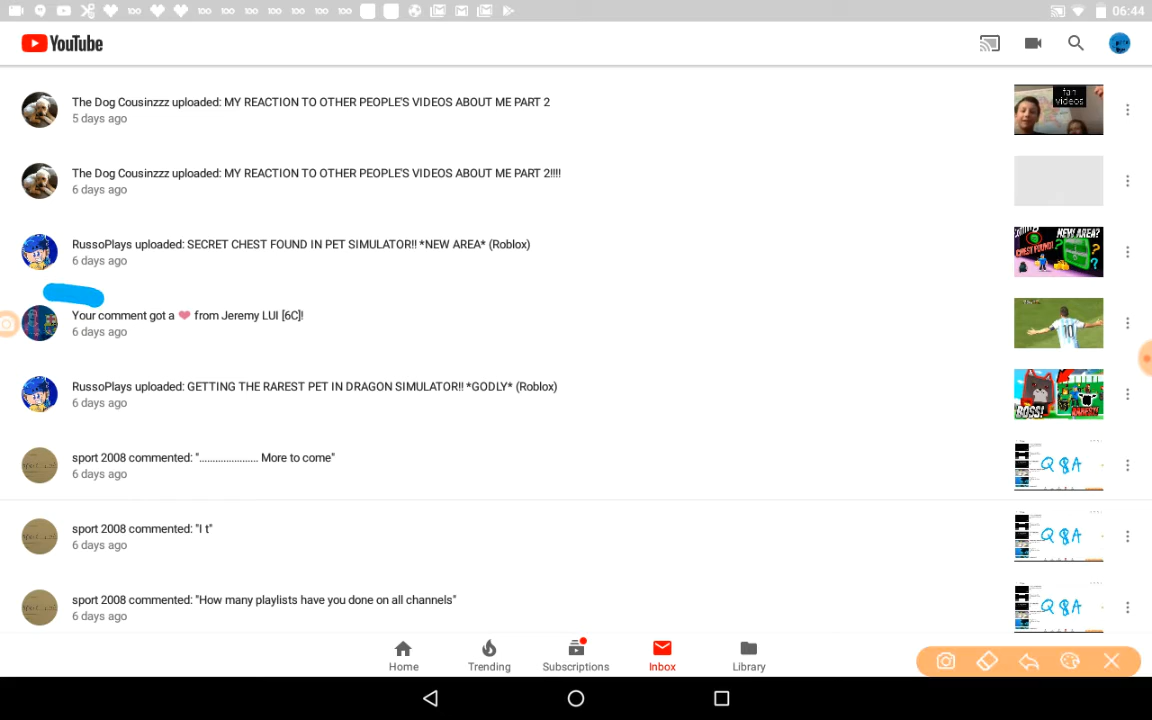 06:44
YouTube
The Dog Cousinzzz uploaded: MY REACTION TO OTHER PEOPLE'S VIDEOS ABOUT ME PART 2
5 days ago
fan
videos
The Dog Cousinzzz uploaded: MY REACTION TO OTHER PEOPLE'S VIDEOS ABOUT ME PART 2!!!!
6 days ago
RussoPlays uploaded: SECRET CHEST FOUND IN PET SIMULATOR!! *NEW AREA* (Roblox)
6 days ago
Your comment got a ❤ from Jeremy LUI [6C]!
6 days ago
10
RussoPlays uploaded: GETTING THE RAREST PET IN DRAGON SIMULATOR!! *GODLY* (Roblox)
6 days ago
BOSS!
sport 2008 commented: "..................... More to come"
6 days ago
Q&A
sport 2008 commented: "I t"
6 days ago
Q&A
sport 2008 commented: "How many playlists have you done on all channels"
6 days ago
Q&A
Home
Trending
Subscriptions
Inbox
Library